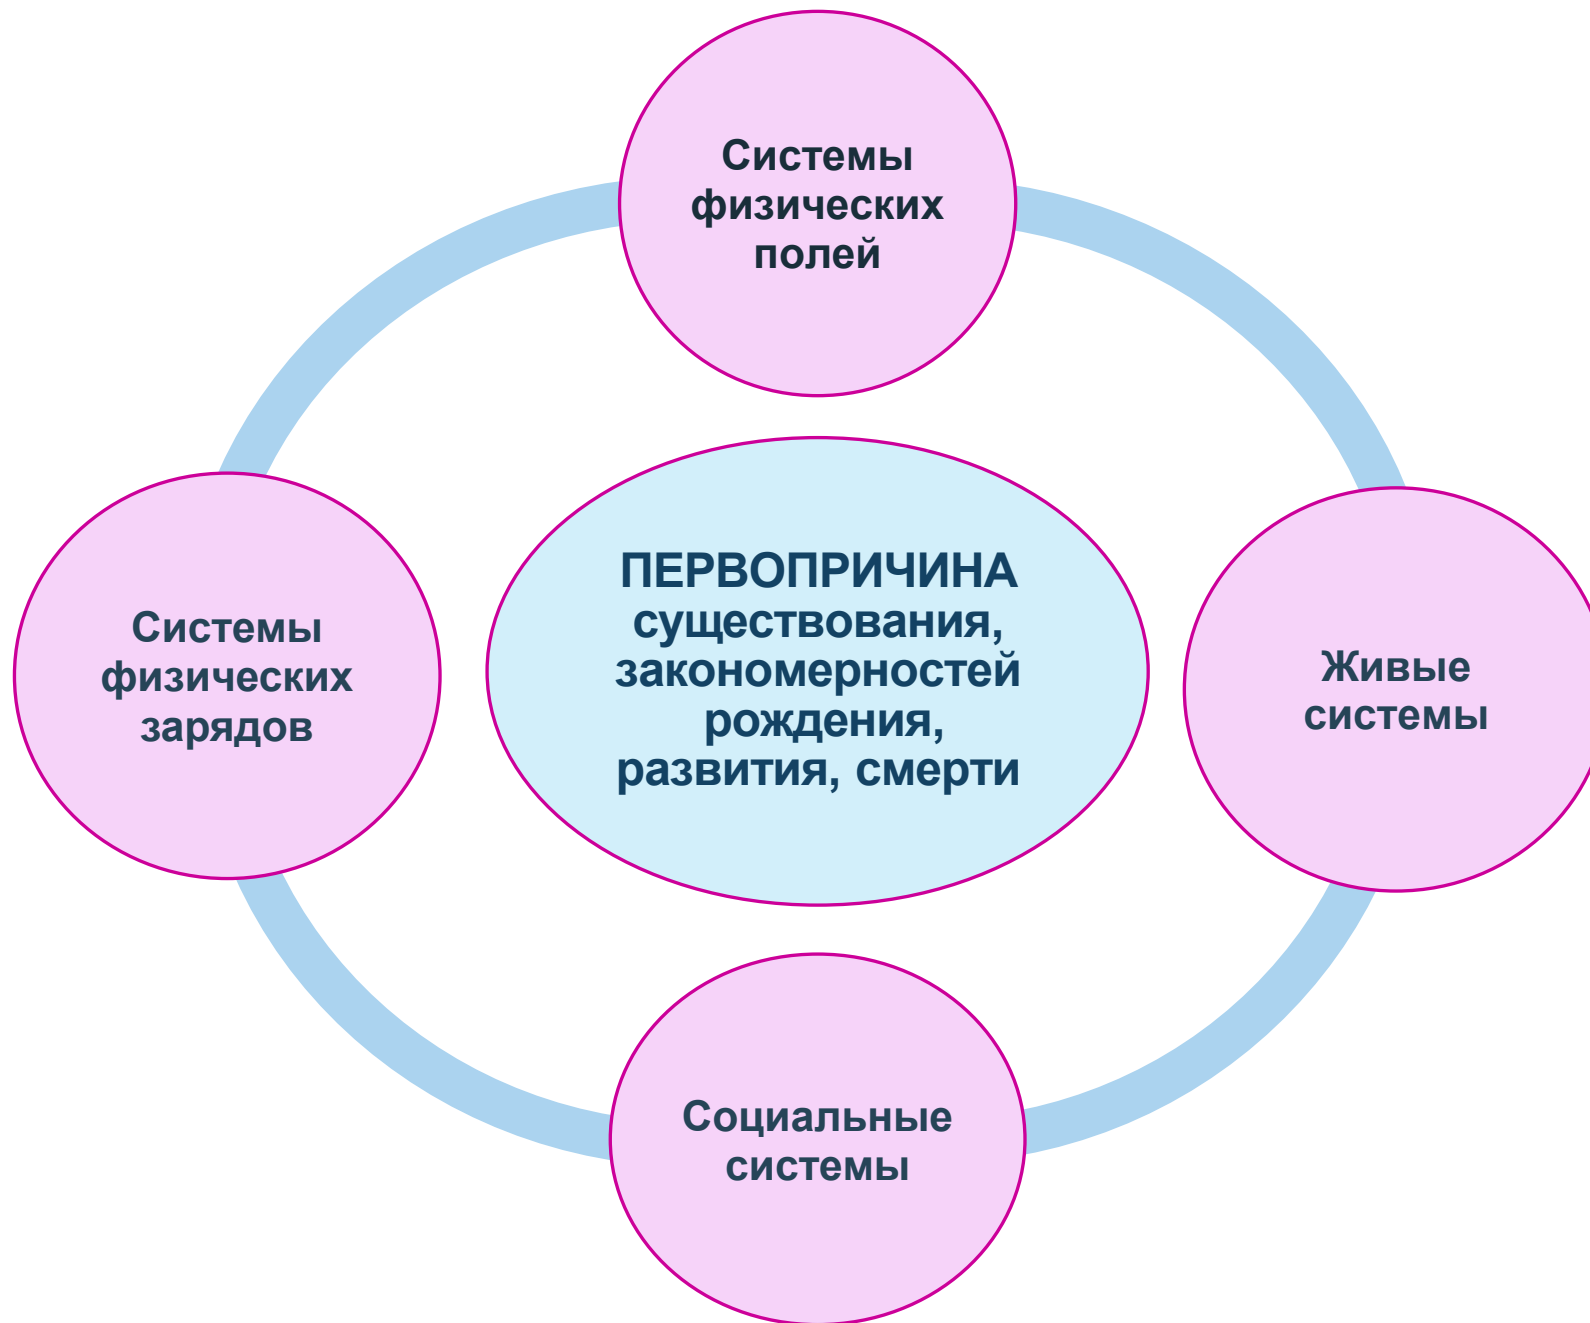 Системы
физических
полей
Системы
физических
зарядов
ПЕРВОПРИЧИНА
существования,
закономерностей
рождения,
развития, смерти
Живые
системы
Социальные
системы